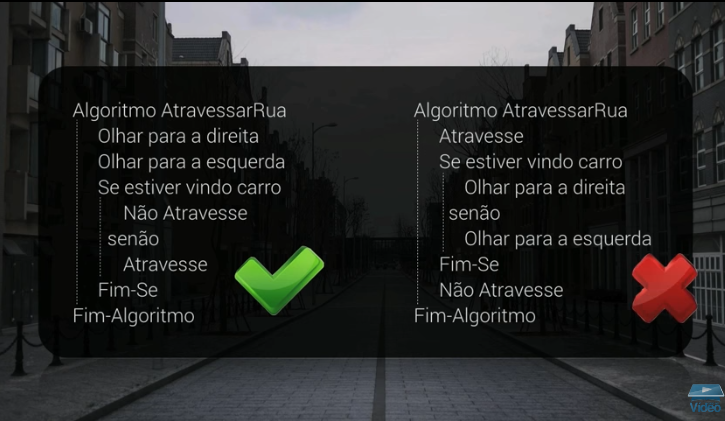 Algoritmo AtravessarRua
Olhar para a direita
Olhar para a esquerda
Se estiver vindo carro
Não Atravesse
senão
Atravesse
Fim-Se
Fim-Algoritmo
Algoritmo AtravessarRua
Atravesse
Se estiver vindo carro
Olhar para a direita
senão
Olhar para a esquerda
Fim-Se
Não Atravesse
Fim-Algoritmo
Video